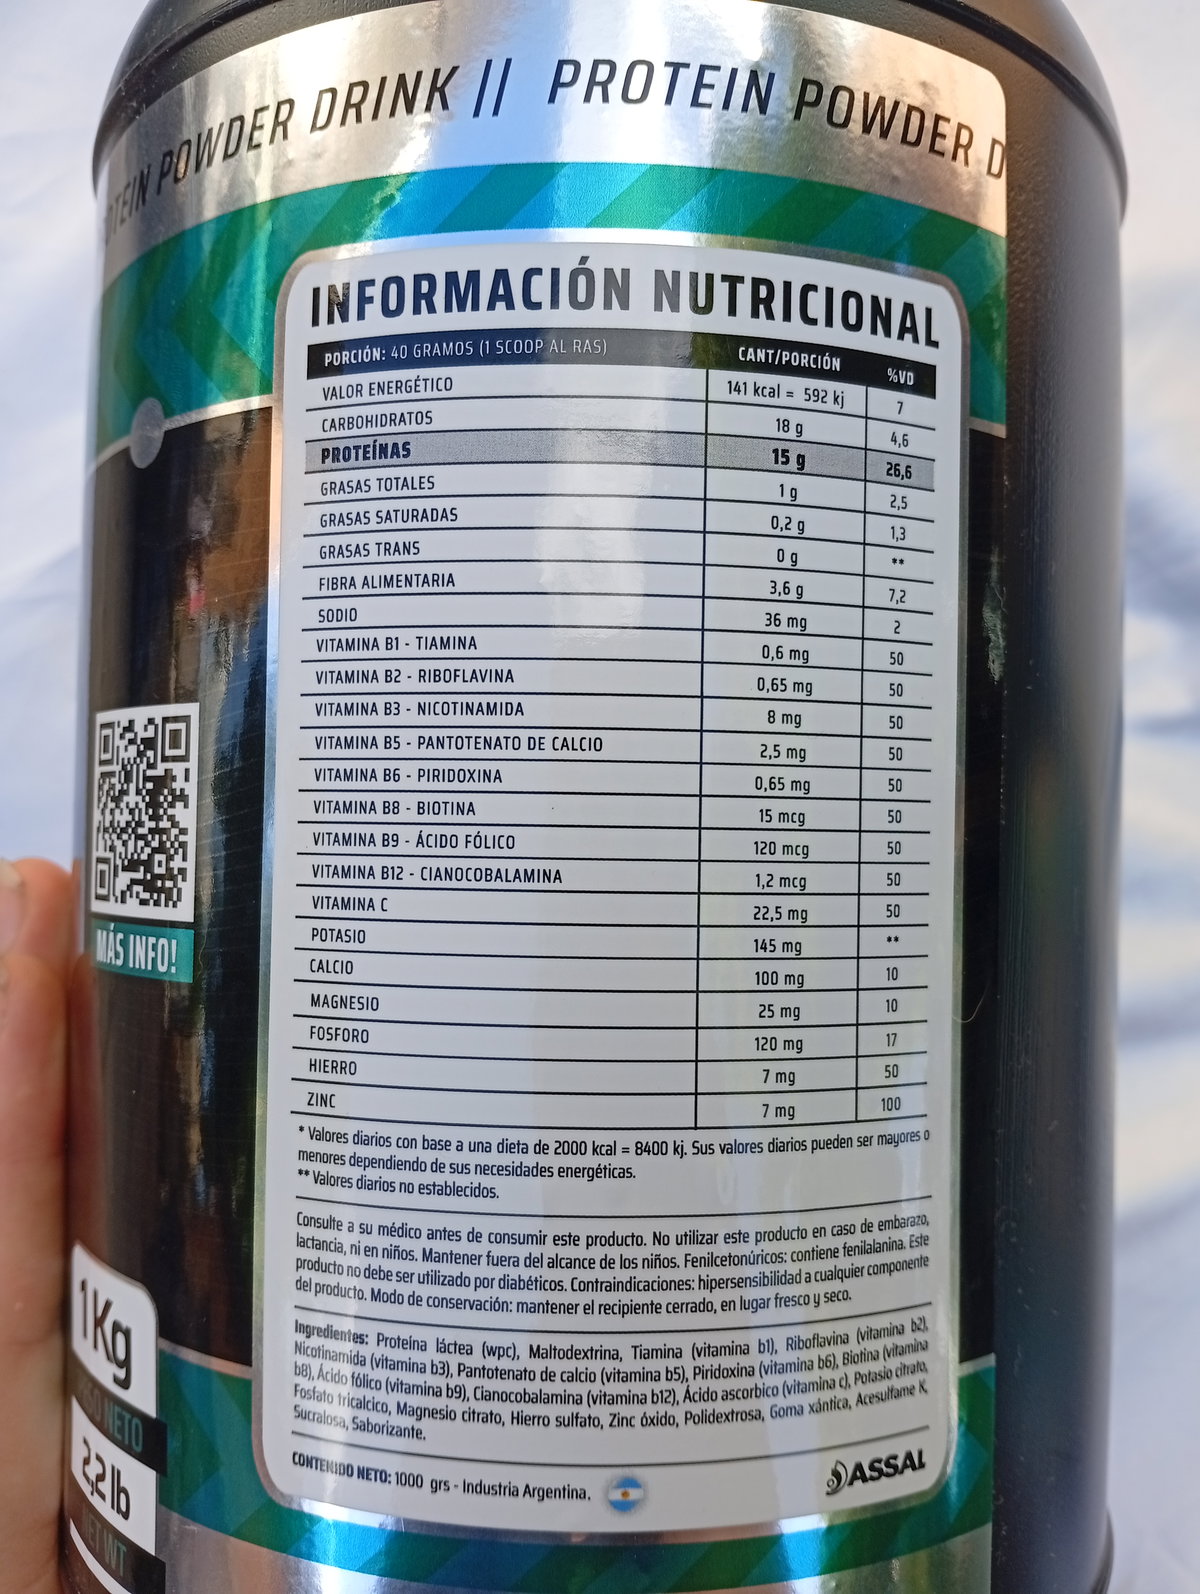 OTEIN POWDER DRINK // PROTEIN POWDER D
INFORMACIÓN NUTRICIONAL
PORCIÓN: 40 GRAMOS (1 SCOOP AL RAS) CANT/PORCIÓN %VD
VALOR ENERGÉTICO 141 kcal = 592 kj 7
CARBOHIDRATOS 18 g 4,6
PROTEÍNAS 15 g 26,6
GRASAS TOTALES 1 g 2,5
GRASAS SATURADAS 0,2 g 1,3
GRASAS TRANS 0 g **
FIBRA ALIMENTARIA 3,6 g 7,2
SODIO 36 mg 2
VITAMINA B1 - TIAMINA 0,6 mg 50
VITAMINA B2 - RIBOFLAVINA 0,65 mg 50
VITAMINA B3 - NICOTINAMIDA 8 mg 50
VITAMINA B5 - PANTOTENATO DE CALCIO 2,5 mg 50
VITAMINA B6 - PIRIDOXINA 0,65 mg 50
VITAMINA B8 - BIOTINA 15 mcg 50
VITAMINA B9 - ÁCIDO FÓLICO 120 mcg 50
VITAMINA B12 - CIANOCOBALAMINA 1,2 mcg 50
VITAMINA C 22,5 mg 50
POTASIO 145 mg **
CALCIO 100 mg 10
MAGNESIO 25 mg 10
FOSFORO 120 mg 17
HIERRO 7 mg 50
ZINC 7 mg 100
* Valores diarios con base a una dieta de 2000 kcal = 8400 kj. Sus valores diarios pueden ser mayores o
menores dependiendo de sus necesidades energéticas.
** Valores diarios no establecidos.
Consulte a su médico antes de consumir este producto. No utilizar este producto en caso de embarazo,
lactancia, ni en niños. Mantener fuera del alcance de los niños. Fenilcetonúricos: contiene fenilalanina. Este
producto no debe ser utilizado por diabéticos. Contraindicaciones: hipersensibilidad a cualquier componente
del producto. Modo de conservación: mantener el recipiente cerrado, en lugar fresco y seco.
Ingredientes: Proteína láctea (wpc), Maltodextrina, Tiamina (vitamina b1), Riboflavina (vitamina b2),
Nicotinamida (vitamina b3), Pantotenato de calcio (vitamina b5), Piridoxina (vitamina b6), Biotina (vitamina
b8), Ácido fólico (vitamina b9), Cianocobalamina (vitamina b12), Ácido ascorbico (vitamina c), Potasio citrato,
Fosfato tricalcico, Magnesio citrato, Hierro sulfato, Zinc óxido, Polidextrosa, Goma xántica, Acesulfame K,
Sucralosa, Saborizante.
CONTENIDO NETO: 1000 grs - Industria Argentina.
ASSAL
MÁS INFO!
1Kg
SO NETO
2,2 lb
NET WT